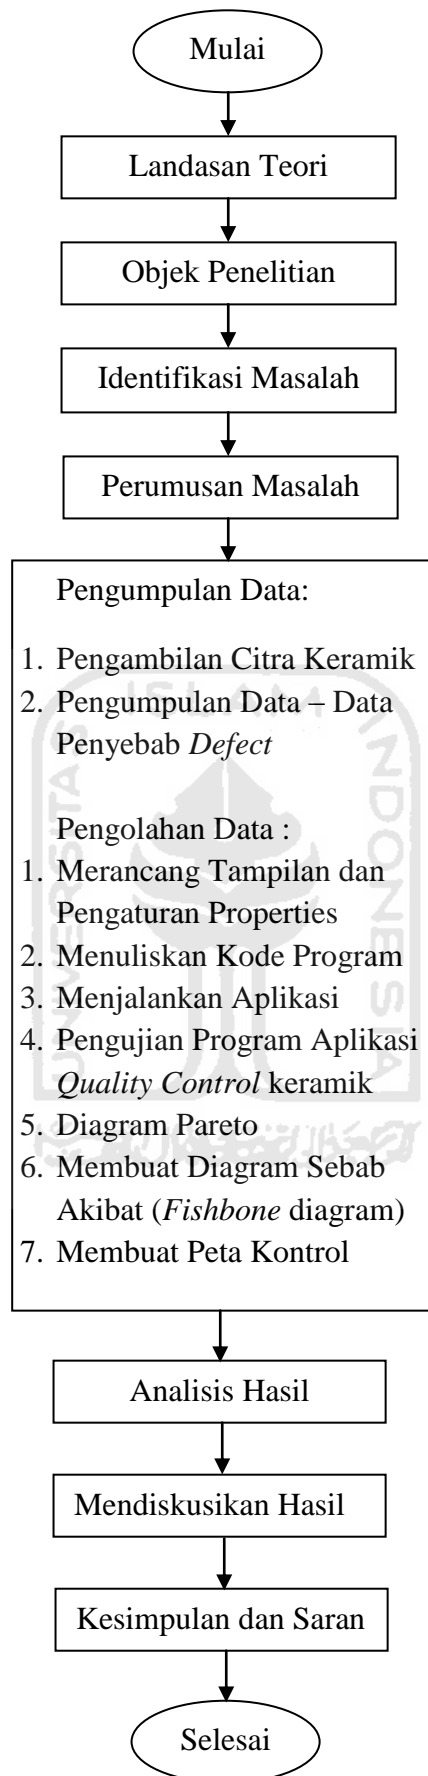 Mulai
Landasan Teori
Objek Penelitian
Identifikasi Masalah
Perumusan Masalah
Pengumpulan Data:
1. Pengambilan Citra Keramik
2. Pengumpulan Data – Data
Penyebab Defect
Pengolahan Data :
1. Merancang Tampilan dan
Pengaturan Properties
2. Menuliskan Kode Program
3. Menjalankan Aplikasi
4. Pengujian Program Aplikasi
Quality Control keramik
5. Diagram Pareto
6. Membuat Diagram Sebab
Akibat (Fishbone diagram)
7. Membuat Peta Kontrol
Analisis Hasil
Mendiskusikan Hasil
Kesimpulan dan Saran
Selesai
UNIVERSITAS
ISLAM
INDONESIA